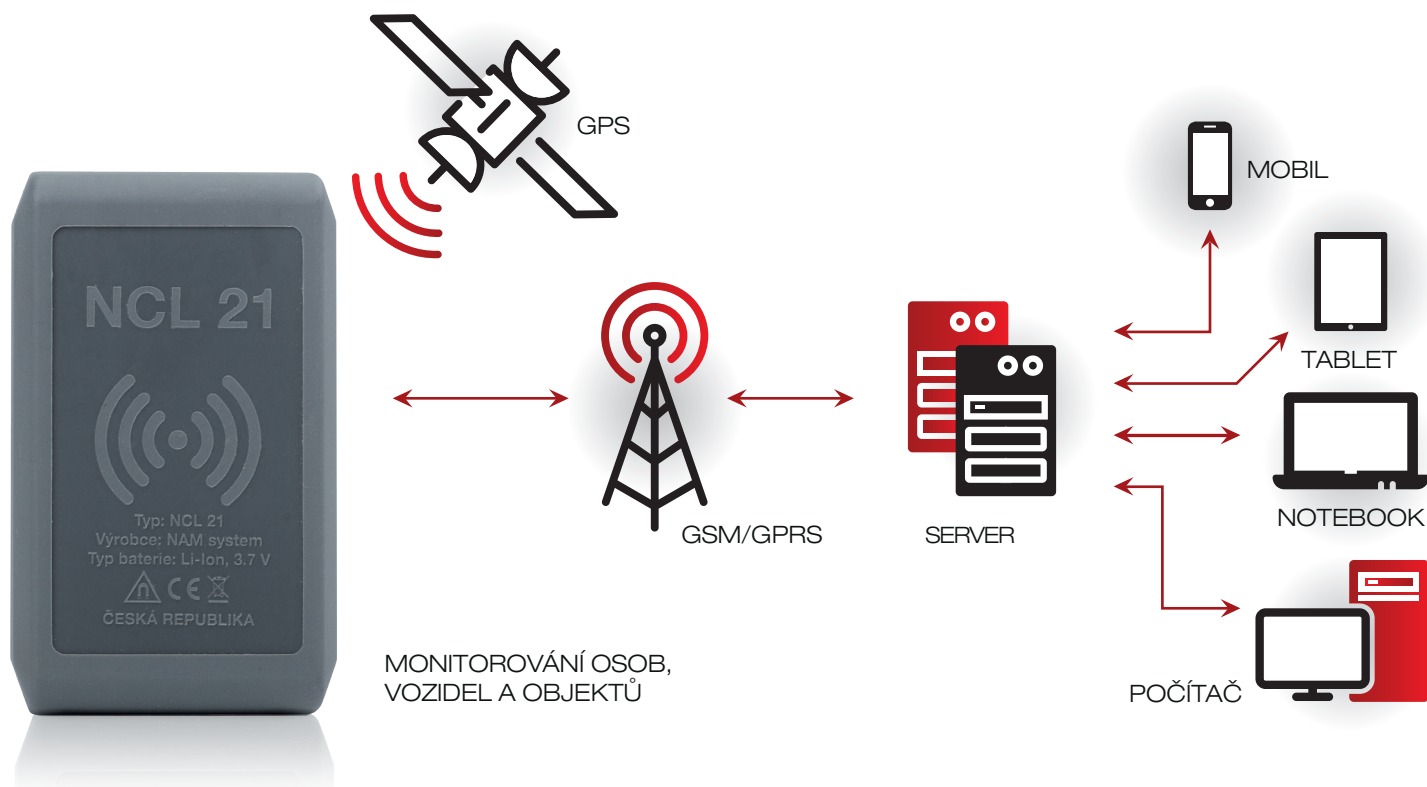 GPS
MOBIL
NCL 21
TABLET
NOTEBOOK
Typ: NCL 21
Výrobce: NAM system
Typ baterie: Li-Ion, 3.7 V
CE
ČESKÁ REPUBLIKA
GSM/GPRS
SERVER
MONITOROVÁNÍ OSOB,
VOZIDEL A OBJEKTŮ
POČÍTAČ